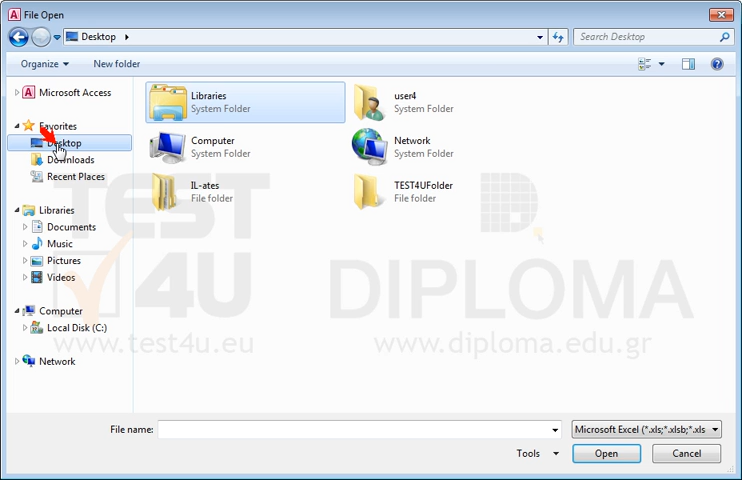 File Open
Desktop
Search Desktop
Organize
New folder
Microsoft Access
Favorites
Desktop
Downloads
Recent Places
Libraries
Documents
Music
Pictures
Videos
Computer
Local Disk (C:)
Network
Libraries
System Folder
user4
System Folder
Computer
System Folder
Network
System Folder
IL-ates
File folder
TEST4UFolder
File folder
TEST
4U
www.test4u.eu
DIPLOMA
www.diploma.edu.gr
File name:
Microsoft Excel (*.xls;*.xlsb;*.xls
Tools
Open
Cancel